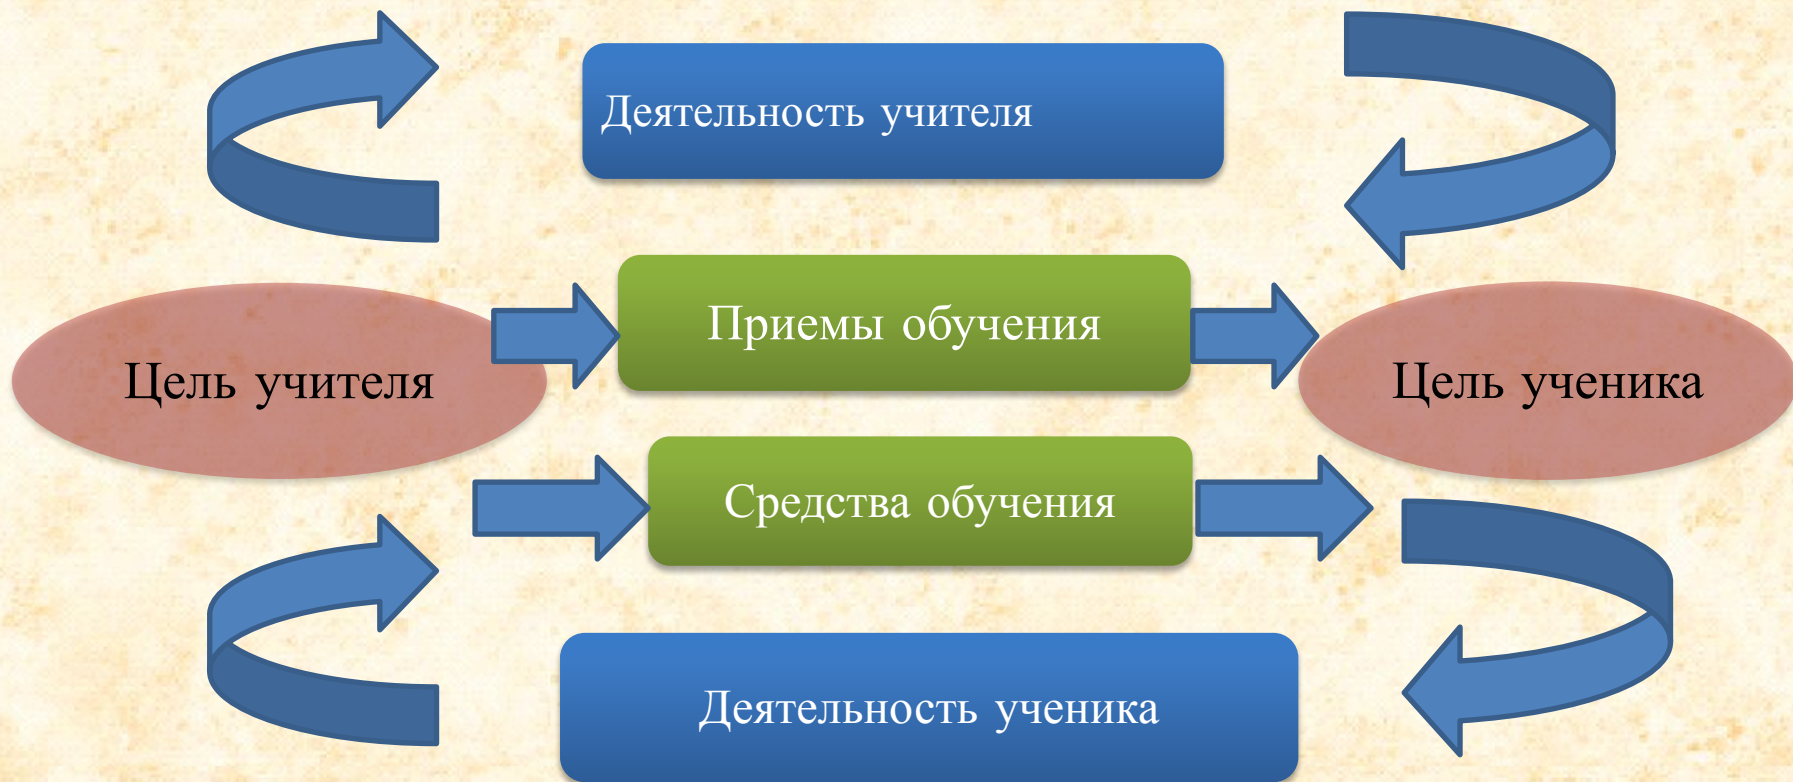 Деятельность учителя
Приемы обучения
Цель учителя
Цель ученика
Средства обучения
Деятельность ученика